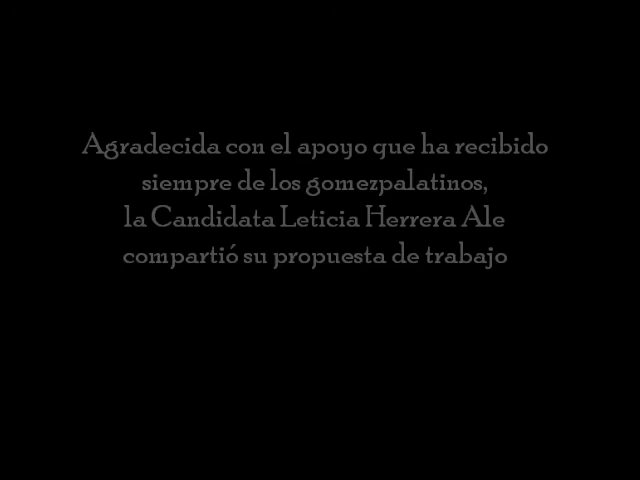 Agradecida con el apoyo que ha recibido
siempre de los gomezpalatinos,
la Candidata Leticia Herrera Ale
compartió su propuesta de trabajo